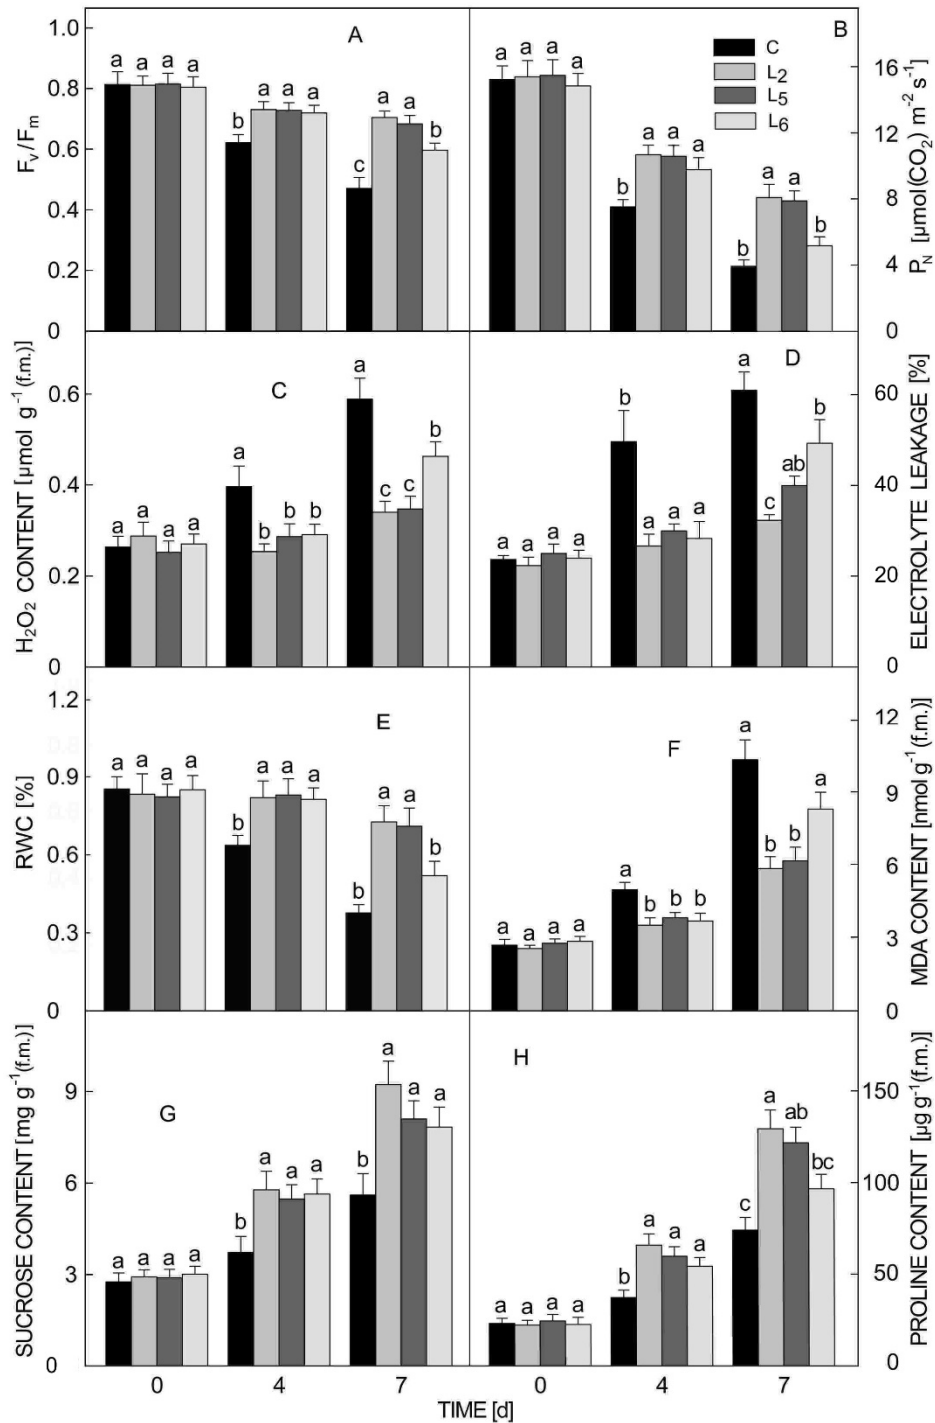 1.0
0.8
0.6
0.4
0.2
0
Fv/Fm
A
a a a a
b a a a
c a a b
B
C
L2
L5
L6
a a a a
b a a a
b a a b
16
12
8
4
0
PN [µmol(CO2) m-2 s-1]
0.6
0.4
0.2
0
H2O2 CONTENT [µmol g-1(f.m.)]
C
a a a a
a b b b
a c c b
D
a a a a
b a a a
a c ab b
60
40
20
0
ELECTROLYTE LEAKAGE [%]
1.2
0.9
0.6
0.3
0
RWC [%]
E
a a a a
b a a a
b a a b
F
a a a a
a b b b
a b b a
12
9
6
3
0
MDA CONTENT [nmol g-1(f.m.)]
9
6
3
0
SUCROSE CONTENT [mg g-1(f.m.)]
G
a a a a
b a a a
b a a a
H
a a a a
b a a a
c a ab bc
150
100
50
0
PROLINE CONTENT [µg g-1(f.m.)]
0 4 7 0 4 7
TIME [d]